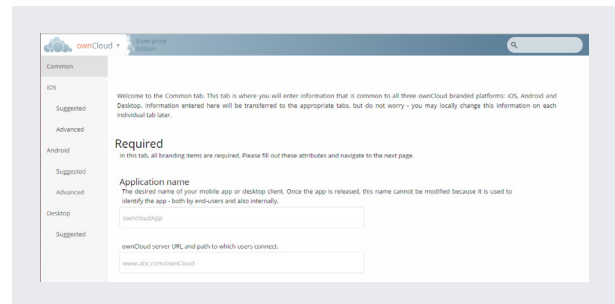 ownCloud
Enterprise
Edition
Common
iOS
Suggested
Advanced
Android
Suggested
Advanced
Desktop
Suggested
Welcome to the Common tab. This tab is where you will enter information that is common to all three ownCloud branded platforms: iOS, Android and
Desktop. Information entered here will be transferred to the appropriate tabs, but do not worry - you may locally change this information on each
individual tab later.
Required
In this tab, all branding items are required. Please fill out these attributes and navigate to the next page.
Application name
The desired name of your mobile app or desktop client. Once the app is released, this name cannot be modified because it is used to
identify the app - both by end-users and also internally.
owncloudApp
ownCloud server URL and path to which users connect.
www.abc.com/ownCloud